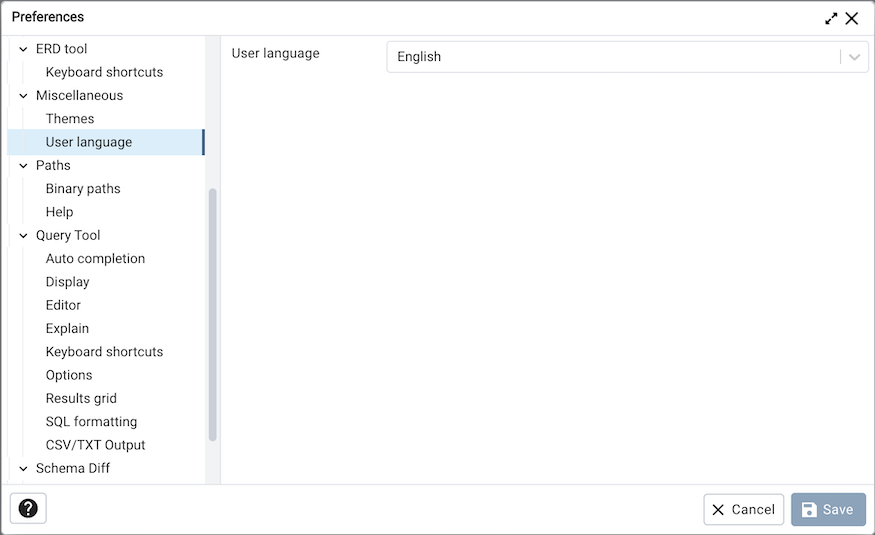 Preferences
ERD tool
Keyboard shortcuts
Miscellaneous
Themes
User language
Paths
Binary paths
Help
Query Tool
Auto completion
Display
Editor
Explain
Keyboard shortcuts
Options
Results grid
SQL formatting
CSV/TXT Output
Schema Diff
User language
English
?
Cancel
Save